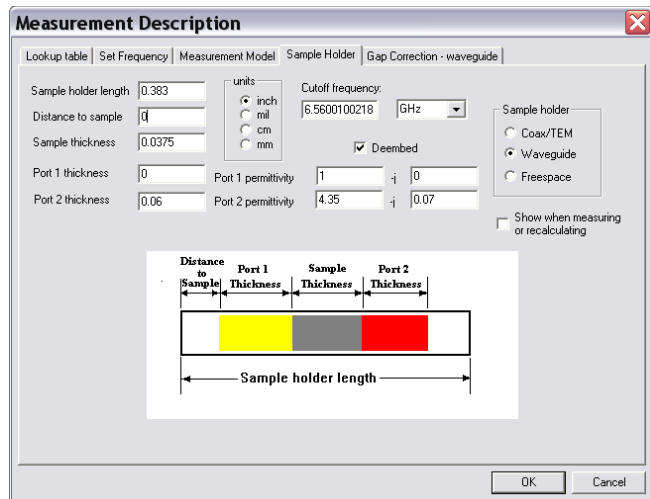 Measurement Description
Lookup table Set Frequency Measurement Model Sample Holder Gap Correction - waveguide
Sample holder length 0.383
Distance to sample 0
Sample thickness 0.0375
Port 1 thickness 0
Port 2 thickness 0.06
units
inch
mil
cm
mm
Cutoff frequency:
6.5600100218 GHz
Deembed
Port 1 permittivity 1 -j 0
Port 2 permittivity 4.35 -j 0.07
Sample holder
Coax/TEM
Waveguide
Freespace
Show when measuring
or recalculating
Distance
to
Sample
Port 1
Thickness
Sample
Thickness
Port 2
Thickness
Sample holder length
OK Cancel